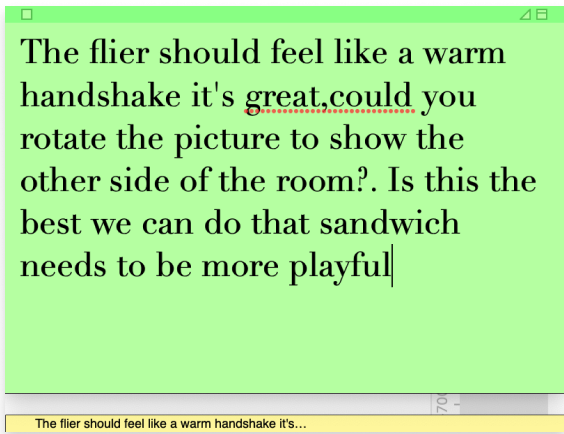 The flier should feel like a warm
handshake it's great,could you
rotate the picture to show the
other side of the room?. Is this the
best we can do that sandwich
needs to be more playful
700
The flier should feel like a warm handshake it's...